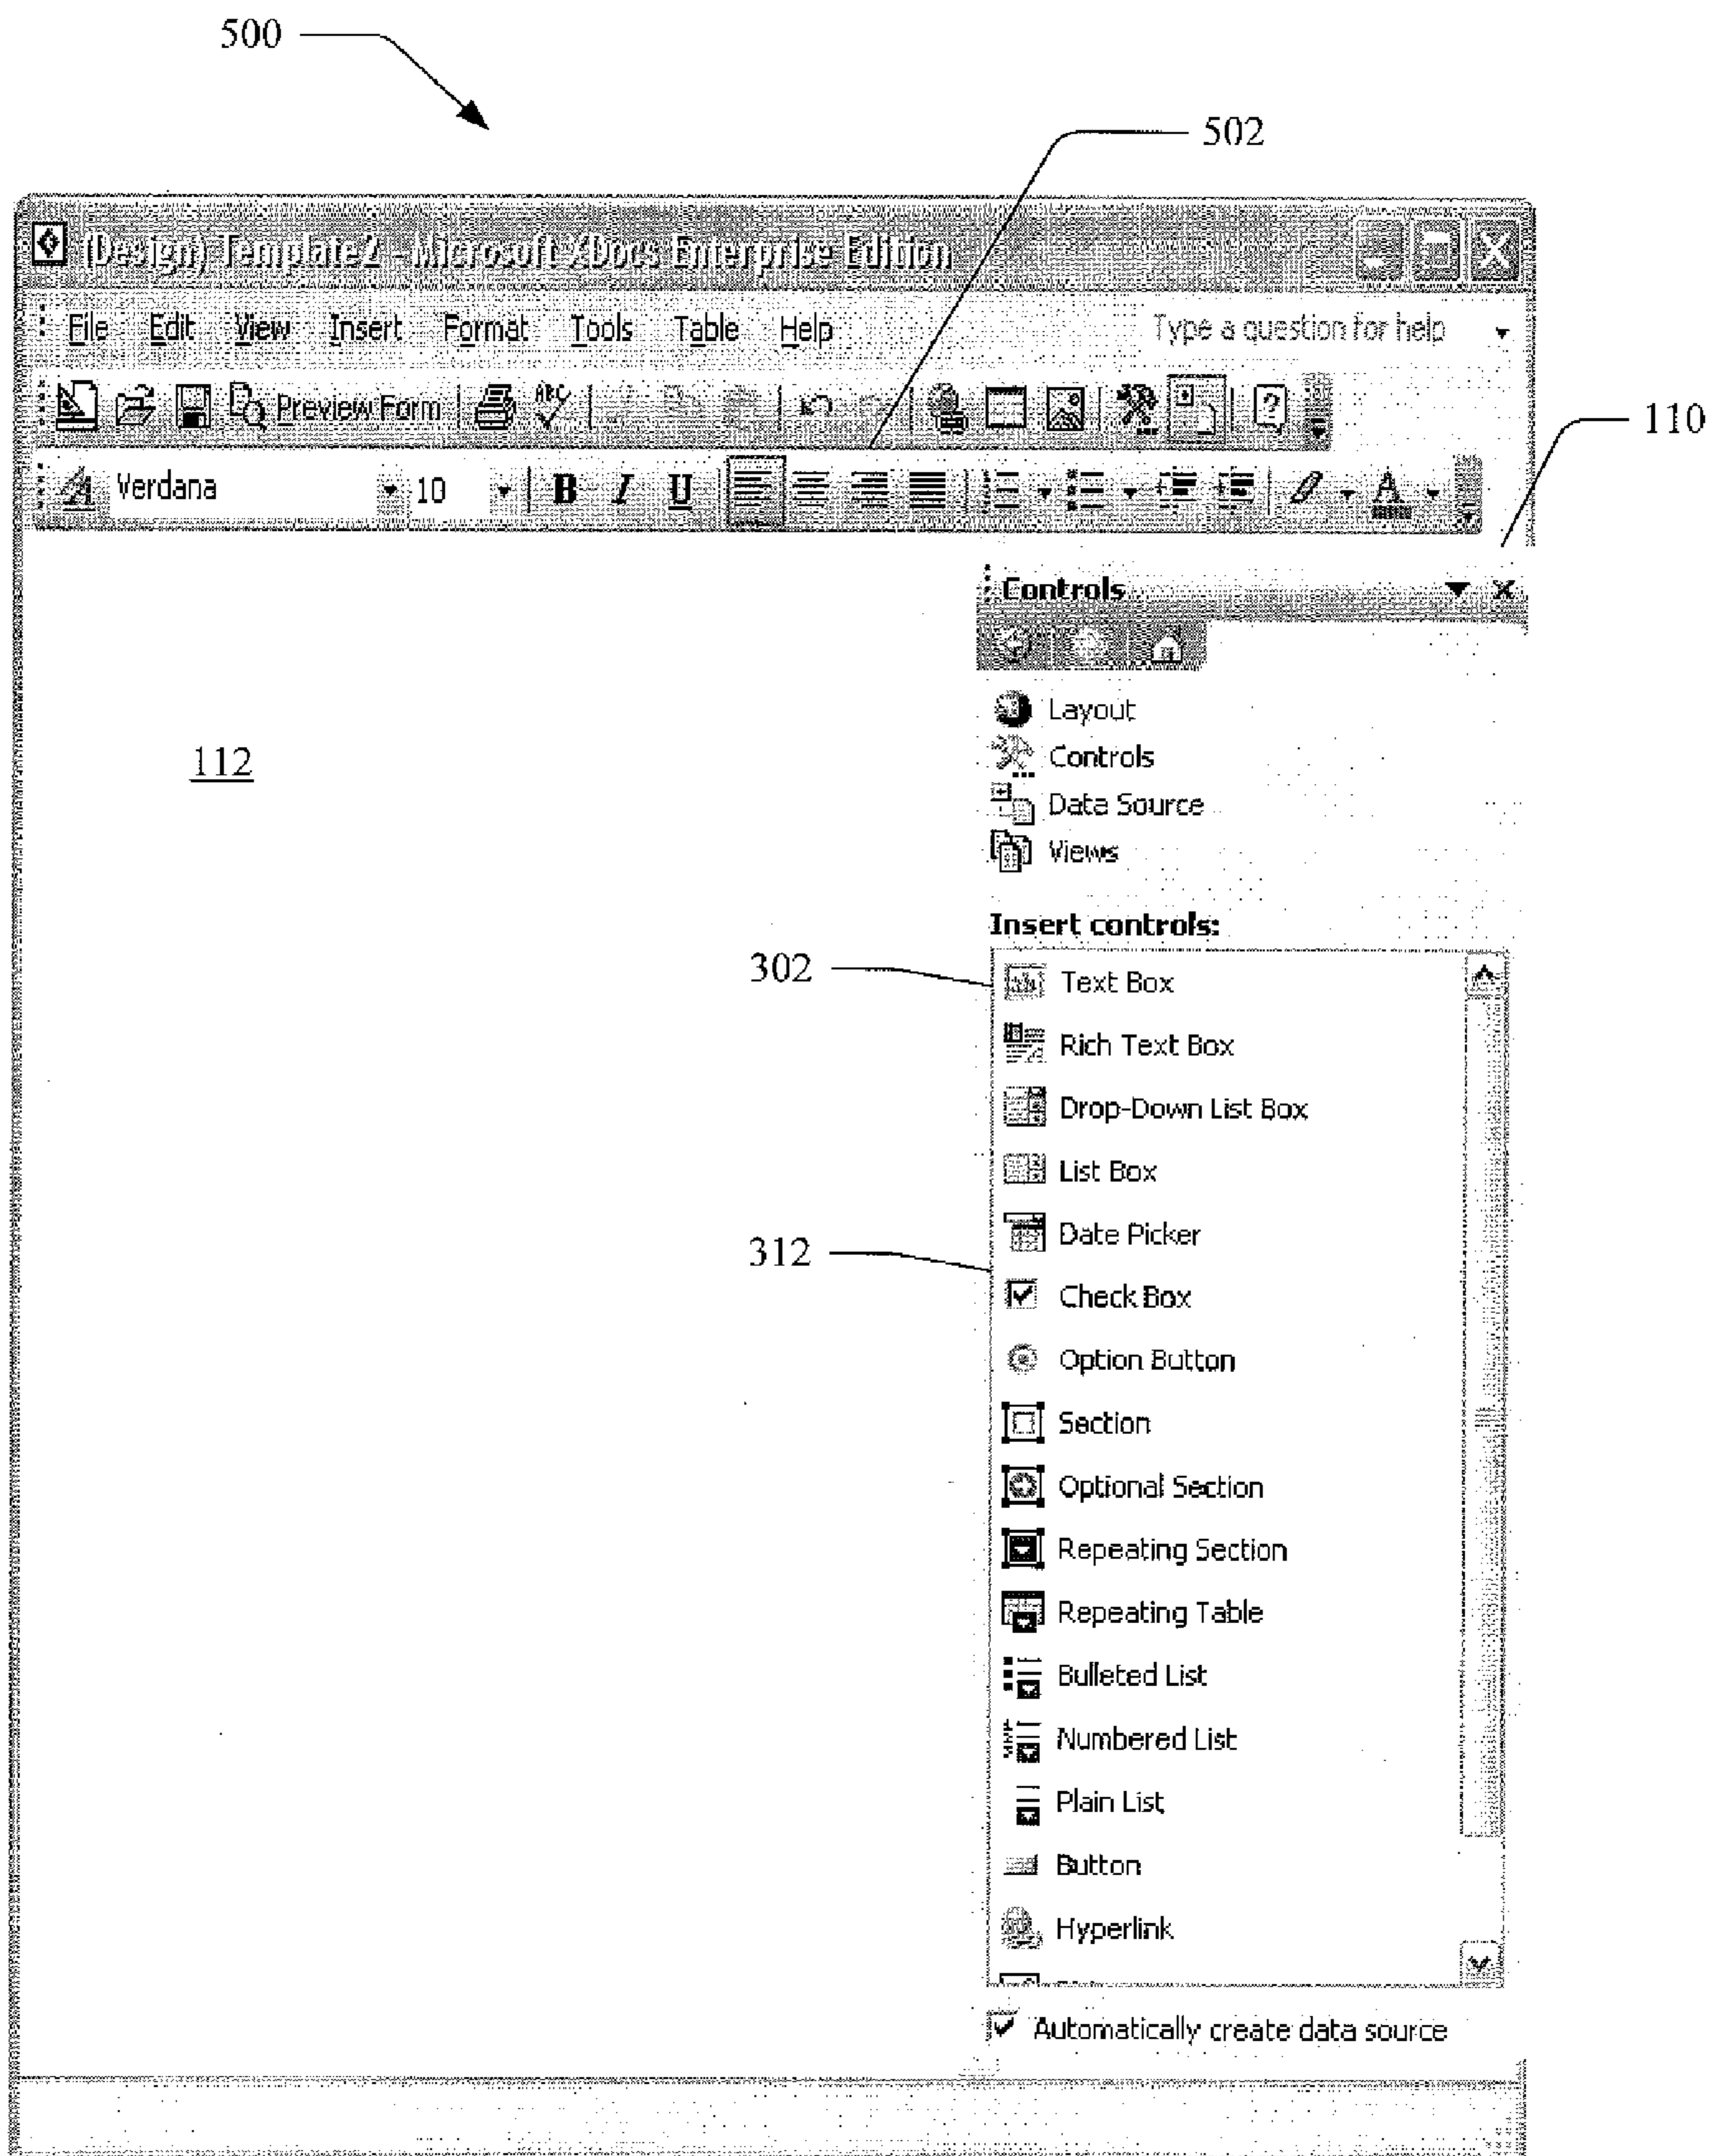 500
502
(Design) Template2 - Microsoft XDocs Enterprise Edition
File Edit View Insert Format Tools Table Help Type a question for help
Preview Form ABC
110
Verdana 10 B I U A
Controls
Layout
112
Controls
Data Source
Views
Insert controls:
302
Text Box
Rich Text Box
Drop-Down List Box
List Box
Date Picker
312
Check Box
Option Button
Section
Optional Section
Repeating Section
Repeating Table
Bulleted List
Numbered List
Plain List
Button
Hyperlink
Automatically create data source